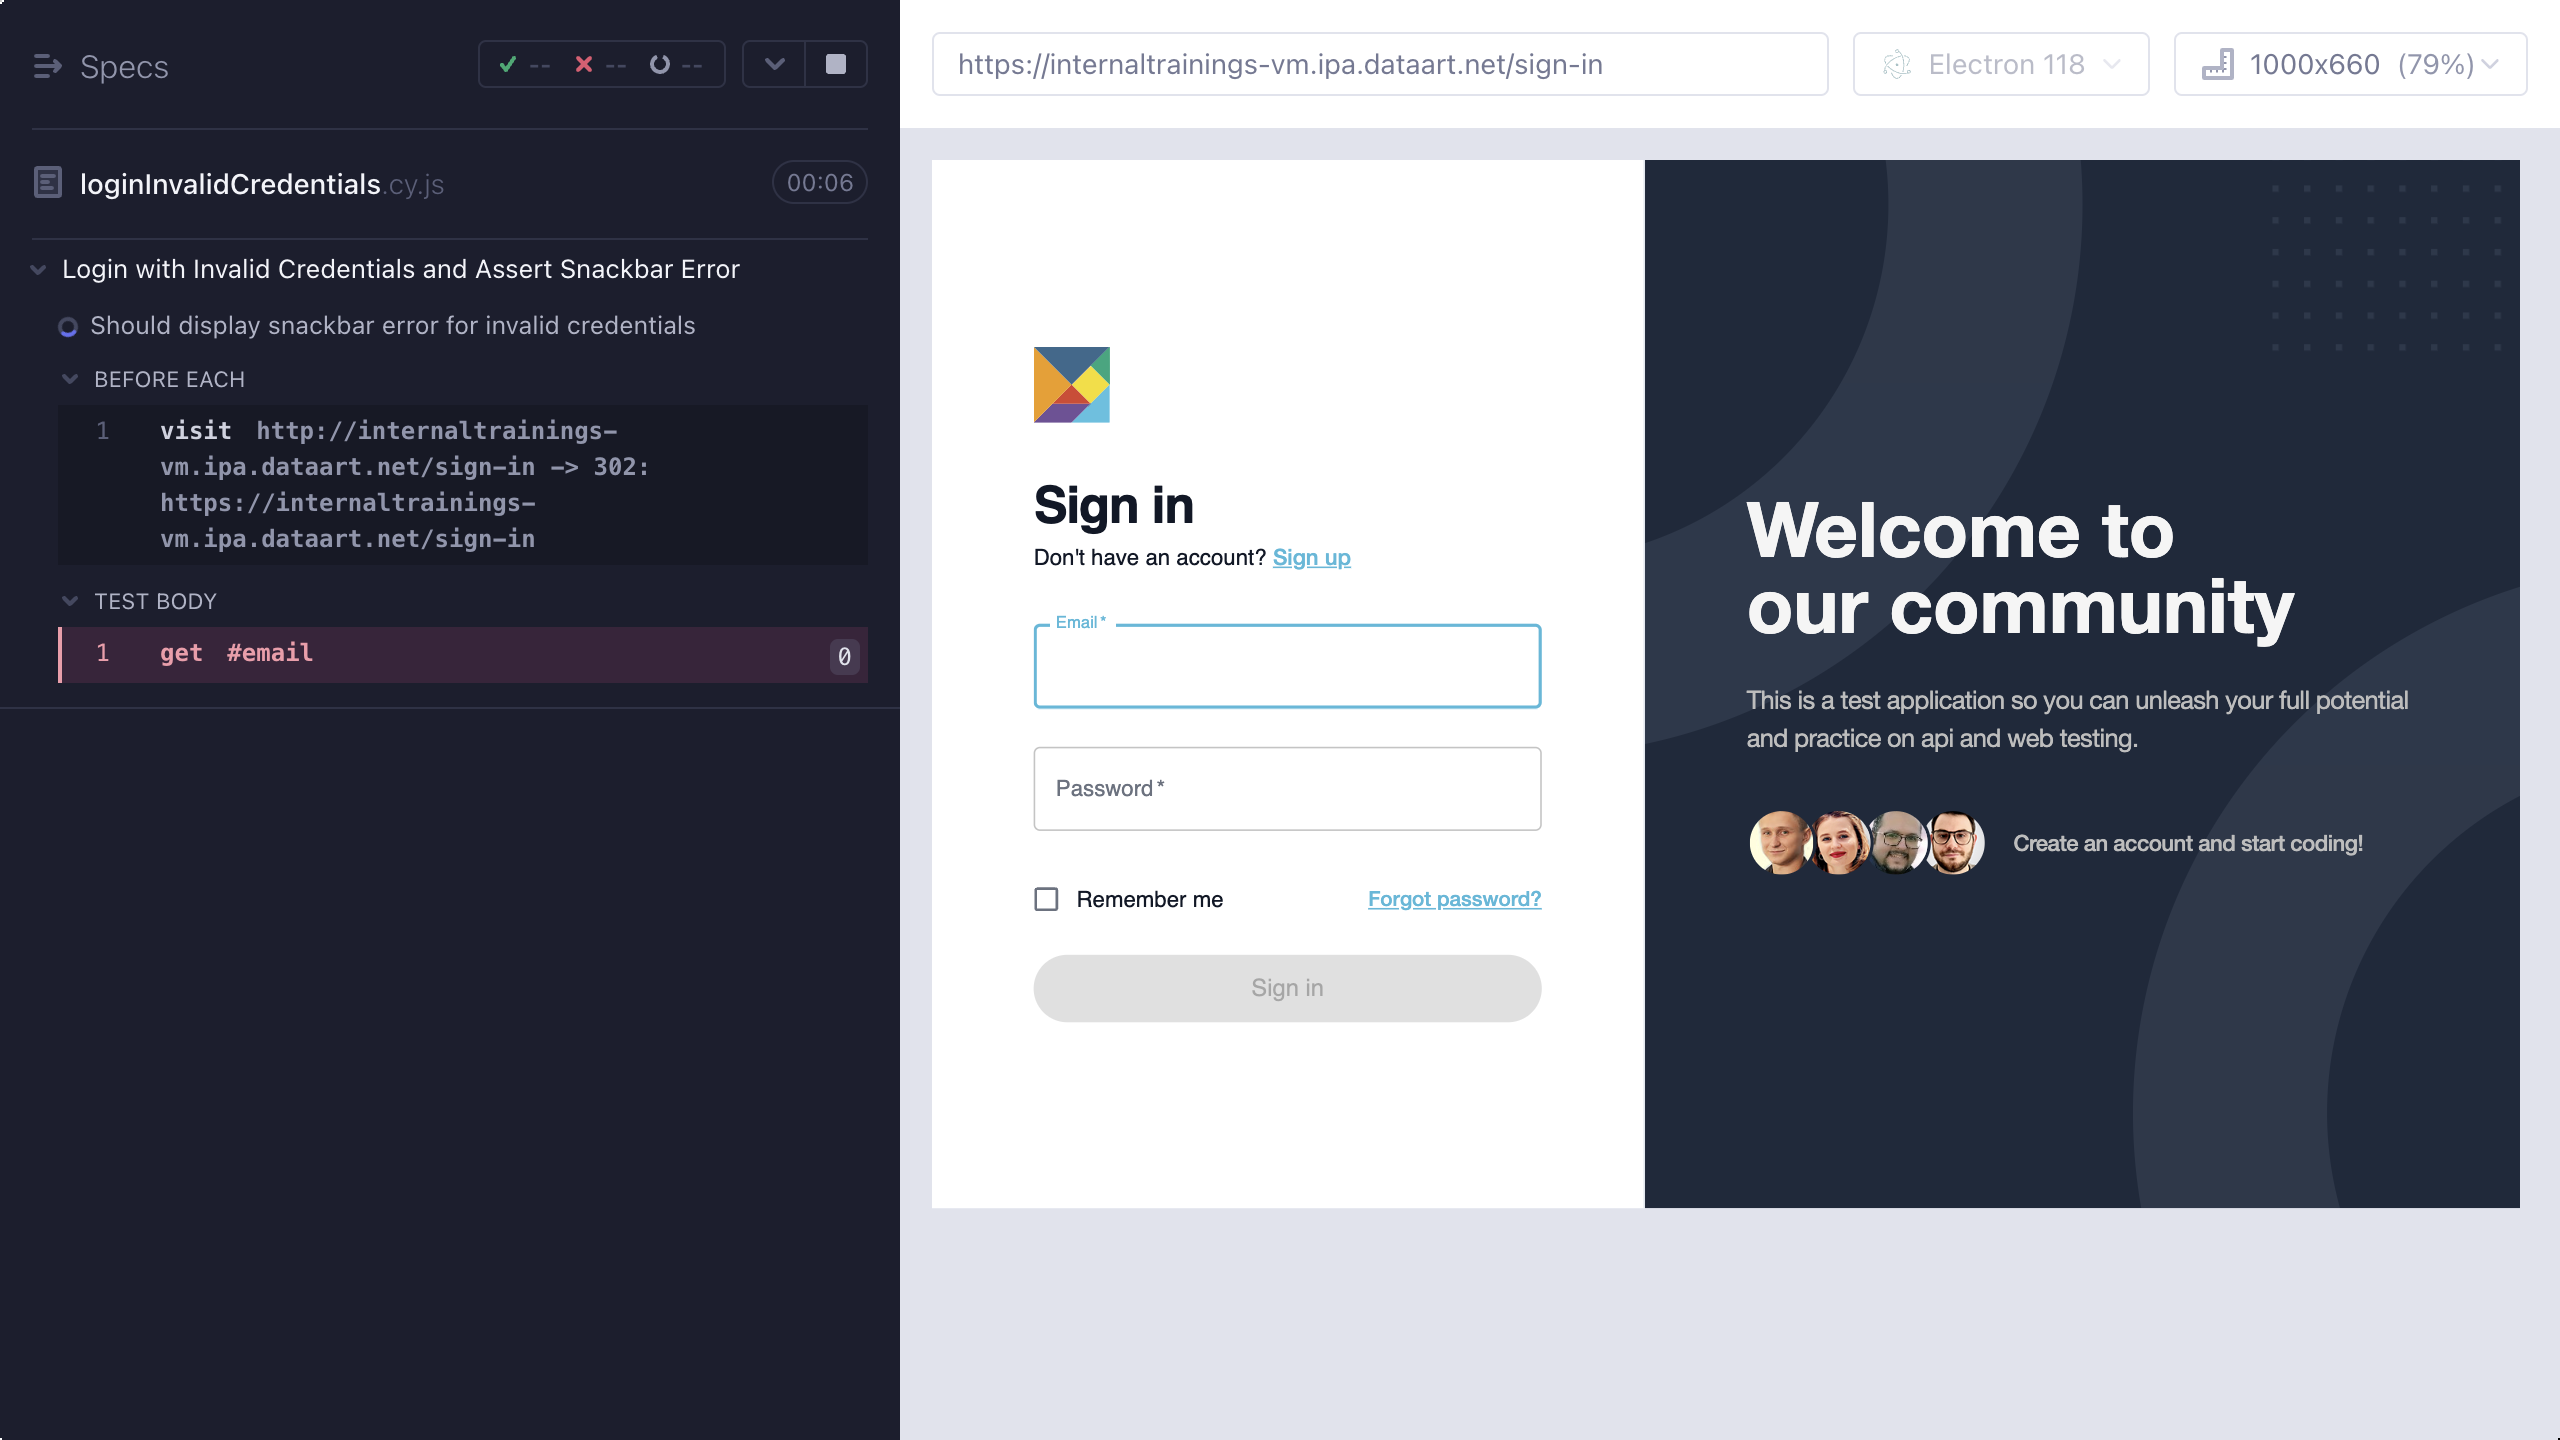 Specs
-- -- --
loginInvalidCredentials.cy.js
00:06
Login with Invalid Credentials and Assert Snackbar Error
Should display snackbar error for invalid credentials
BEFORE EACH
1 visit http://internaltrainings-
vm.ipa.dataart.net/sign-in -> 302:
https://internaltrainings-
vm.ipa.dataart.net/sign-in
TEST BODY
1 get #email 0
https://internaltrainings-vm.ipa.dataart.net/sign-in
Electron 118
1000x660 (79%)
Sign in
Don't have an account? Sign up
Email *
Password *
Remember me
Forgot password?
Sign in
Welcome to
our community
This is a test application so you can unleash your full potential
and practice on api and web testing.
Create an account and start coding!